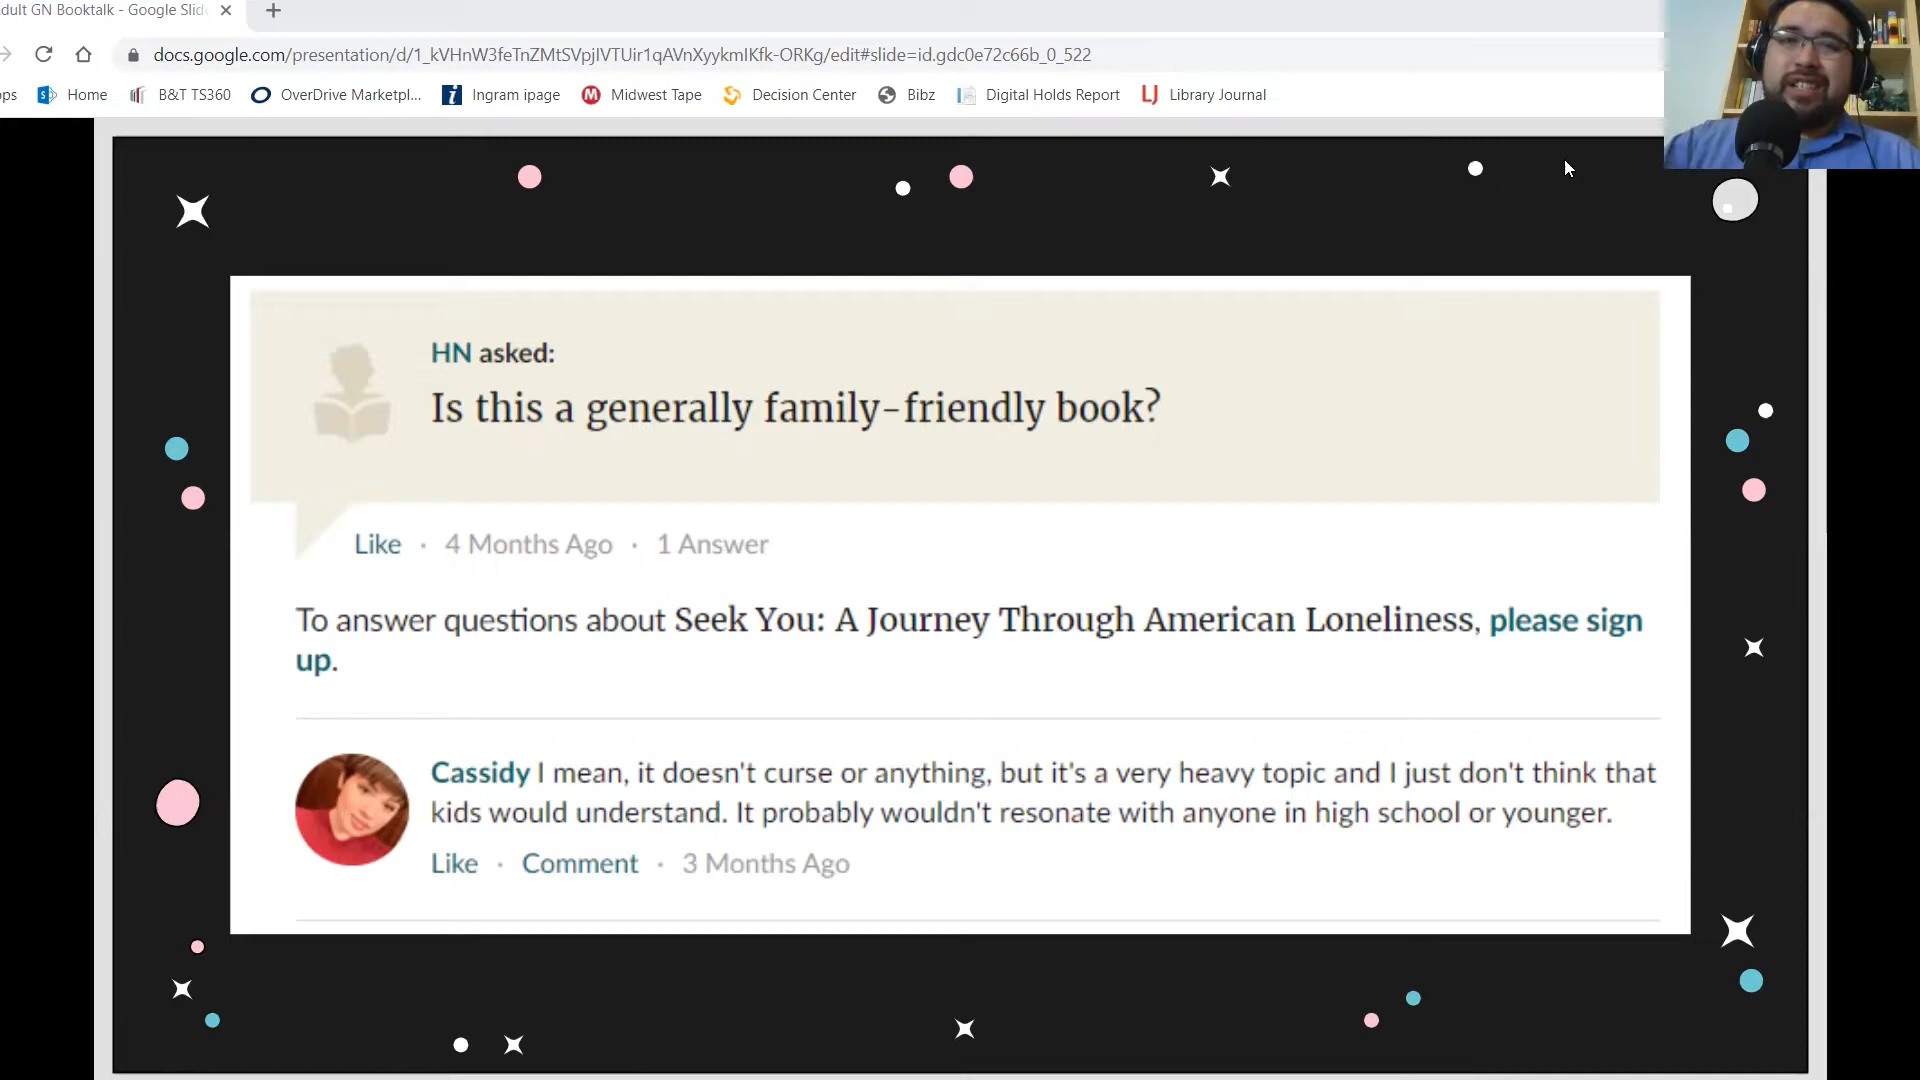 dult GN Booktalk - Google Slid
docs.google.com/presentation/d/1_kVHnW3feTnZMtSVpjIVTUir1qAVnXyykmIKfk-ORKg/edit#slide=id.gdc0e72c66b_0_522
ps Home B&T TS360 OverDrive Marketpl... Ingram ipage Midwest Tape Decision Center Bibz Digital Holds Report LJ Library Journal
HN asked:
Is this a generally family-friendly book?
Like · 4 Months Ago · 1 Answer
To answer questions about Seek You: A Journey Through American Loneliness, please sign
up.
Cassidy I mean, it doesn't curse or anything, but it's a very heavy topic and I just don't think that
kids would understand. It probably wouldn't resonate with anyone in high school or younger.
Like · Comment · 3 Months Ago